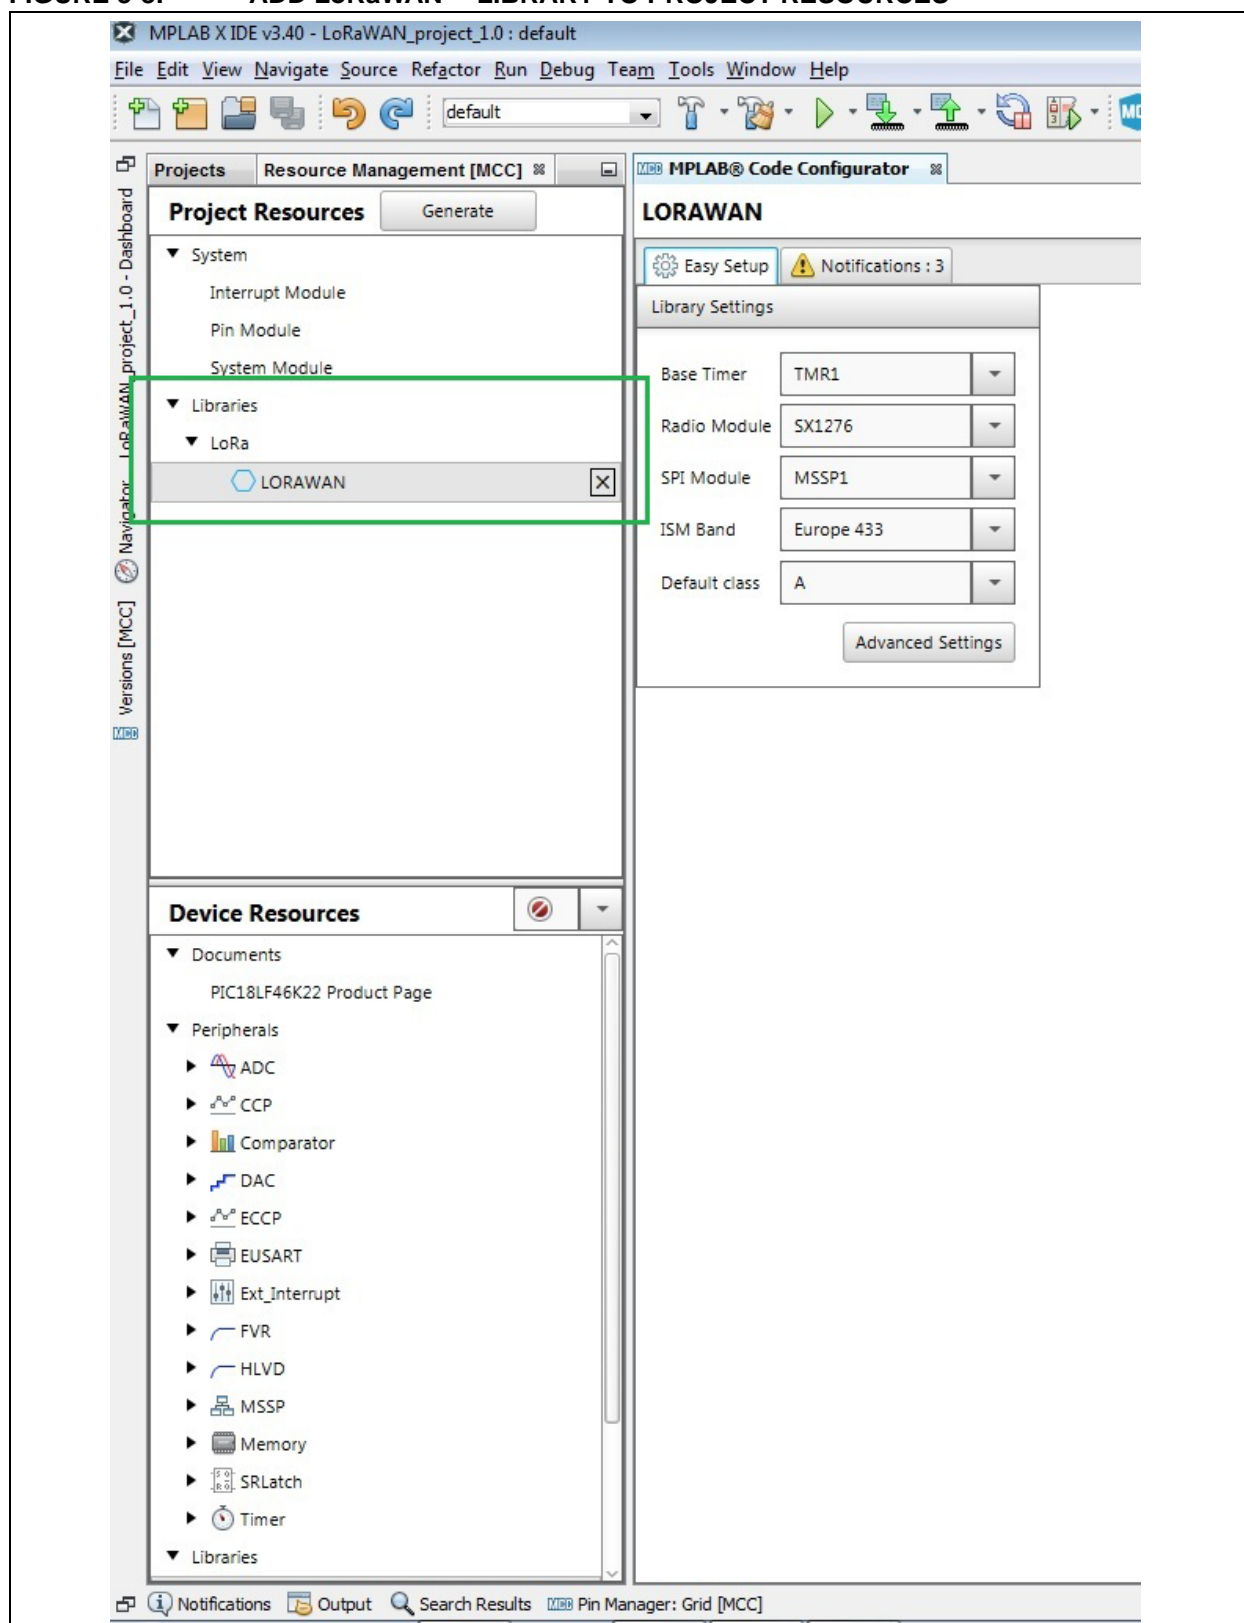 MPLAB X IDE v3.40 - LoRaWAN_project_1.0 : default
File Edit View Navigate Source Refactor Run Debug Team Tools Window Help
default
Projects Resource Management [MCC]
MPLAB® Code Configurator
Project Resources Generate
LORAWAN
System
Interrupt Module
Pin Module
System Module
Libraries
LoRa
LORAWAN
Easy Setup Notifications : 3
Library Settings
Base Timer TMR1
Radio Module SX1276
SPI Module MSSP1
ISM Band Europe 433
Default class A
Advanced Settings
LoRaWAN_project_1.0 - Dashboard
Navigator
Versions [MCC]
Device Resources
Documents
PIC18LF46K22 Product Page
Peripherals
ADC
CCP
Comparator
DAC
ECCP
EUSART
Ext_Interrupt
FVR
HLVD
MSSP
Memory
SRLatch
Timer
Libraries
Notifications Output Search Results Pin Manager: Grid [MCC]